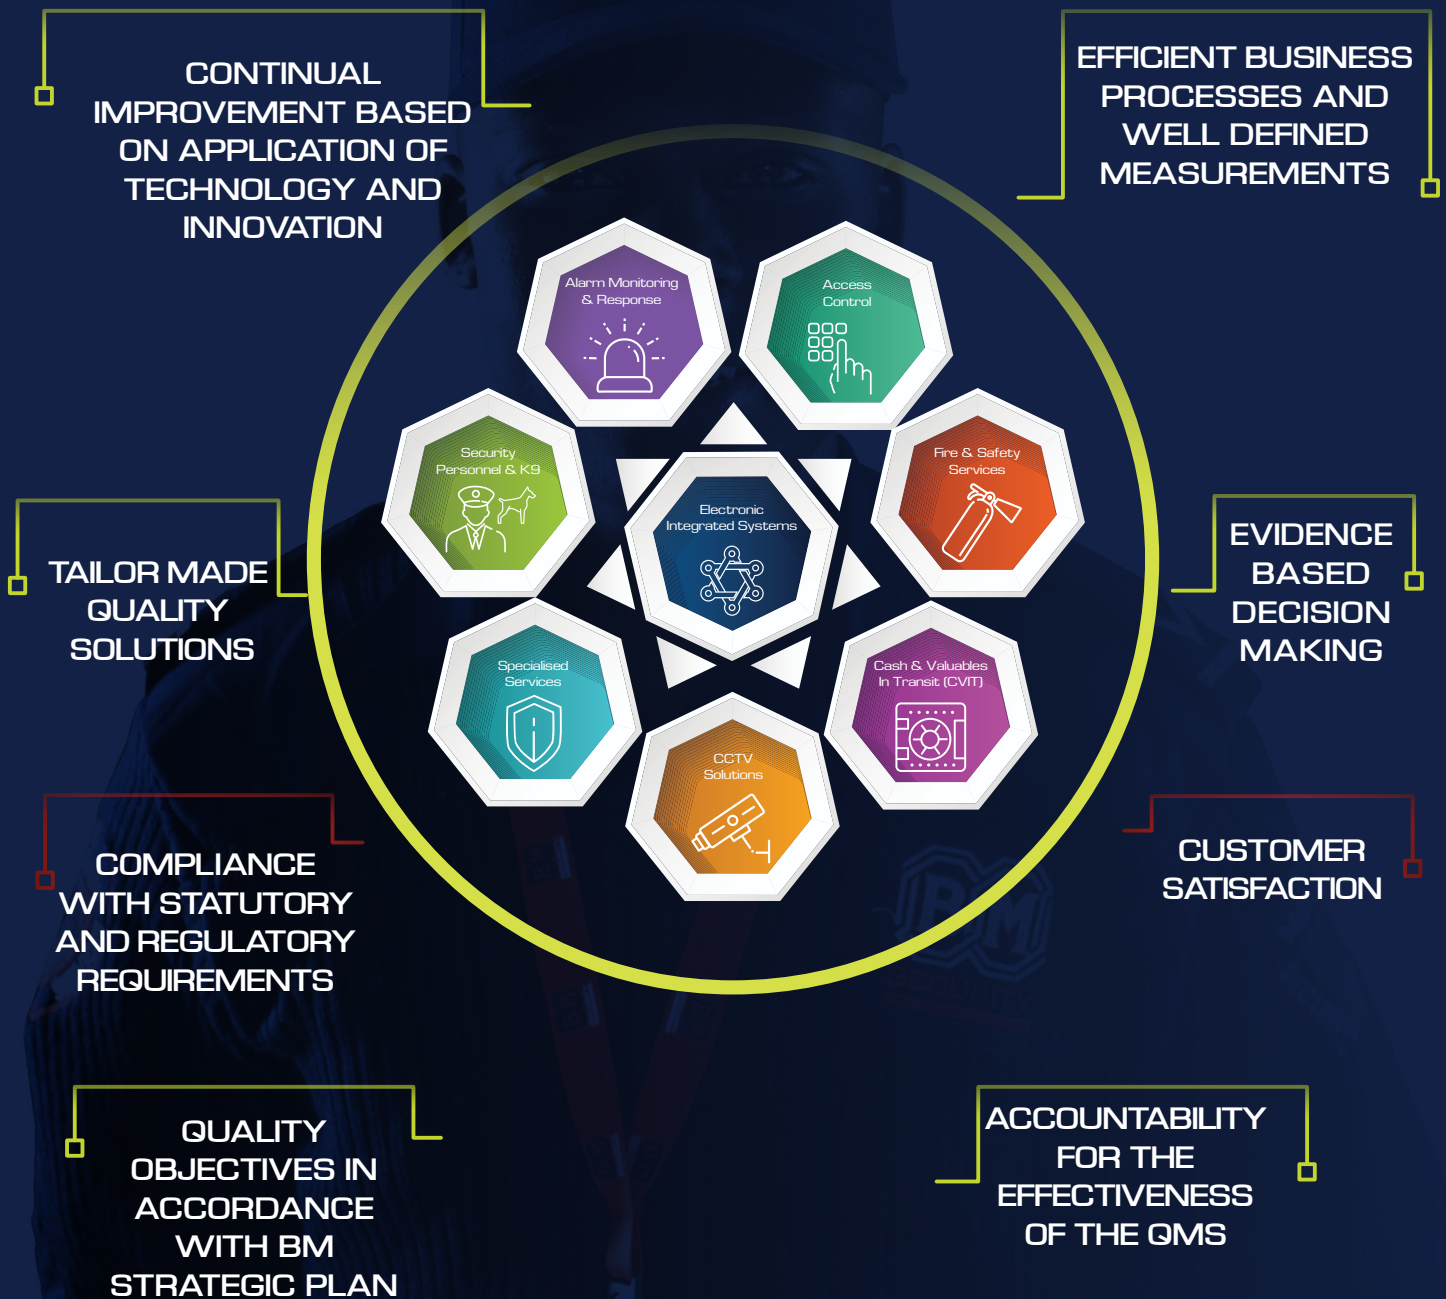 CONTINUAL
IMPROVEMENT BASED
ON APPLICATION OF
TECHNOLOGY AND
INNOVATION
EFFICIENT BUSINESS
PROCESSES AND
WELL DEFINED
MEASUREMENTS
Alarm Monitoring
& Response
Access
Control
Security
Personnel & K9
Fire & Safety
Services
Electronic
Integrated Systems
TAILOR MADE
QUALITY
SOLUTIONS
EVIDENCE
BASED
DECISION
MAKING
Specialised
Services
Cash & Valuables
In Transit (CVIT)
CCTV
Solutions
COMPLIANCE
WITH STATUTORY
AND REGULATORY
REQUIREMENTS
CUSTOMER
SATISFACTION
BM
SECURITY
QUALITY
OBJECTIVES IN
ACCORDANCE
WITH BM
STRATEGIC PLAN
ACCOUNTABILITY
FOR THE
EFFECTIVENESS
OF THE QMS